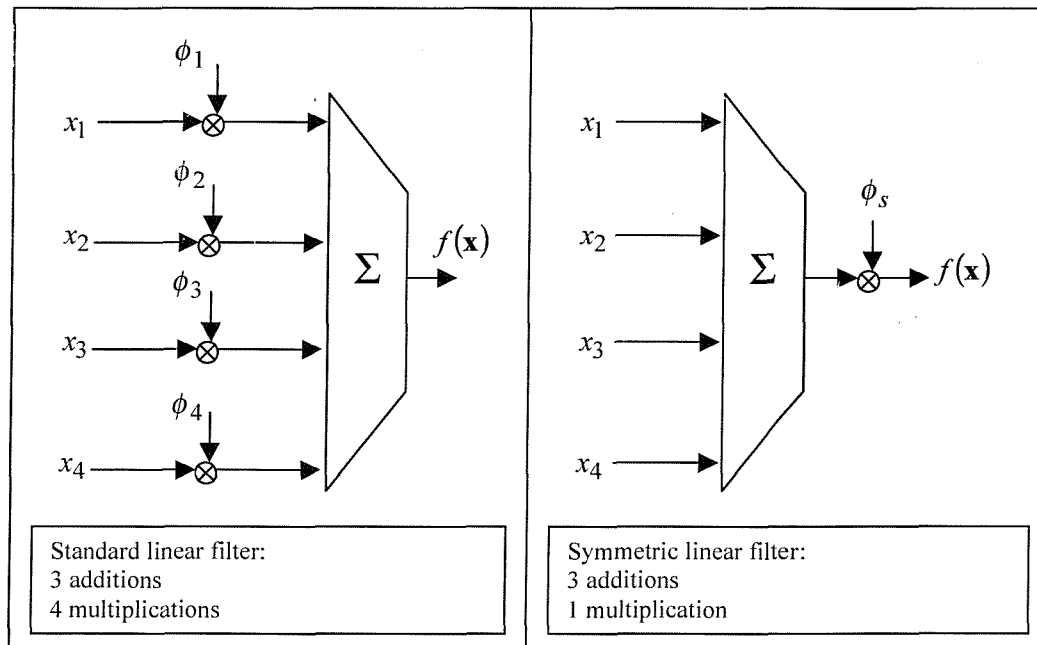 ϕ1
x1
ϕ2
x2
ϕ3
x3
ϕ4
x4
Σ
f(x)
Standard linear filter:
3 additions
4 multiplications
x1
x2
x3
x4
Σ
ϕs
f(x)
Symmetric linear filter:
3 additions
1 multiplication